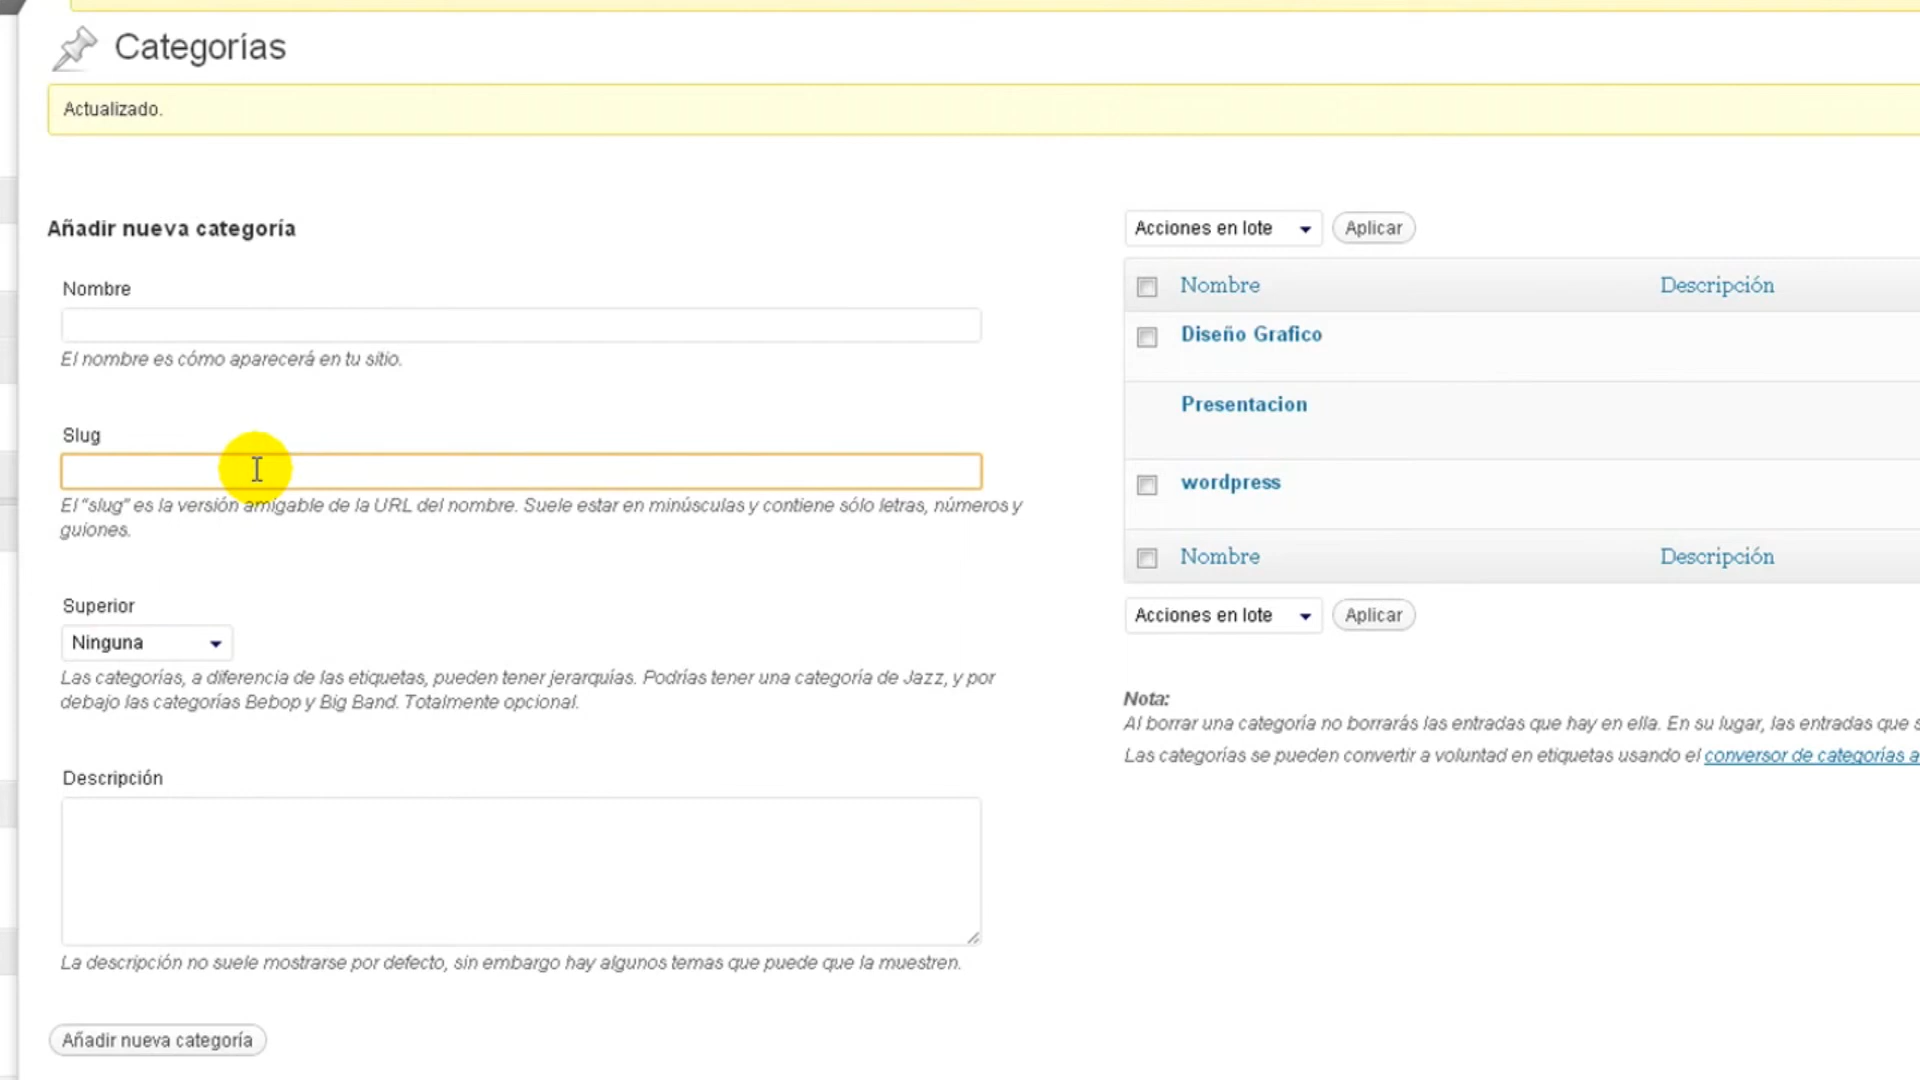 Categorías
Actualizado.
Añadir nueva categoría
Nombre
El nombre es cómo aparecerá en tu sitio.
Slug
El “slug” es la versión amigable de la URL del nombre. Suele estar en minúsculas y contiene sólo letras, números y
guiones.
Superior
Ninguna
Las categorías, a diferencia de las etiquetas, pueden tener jerarquías. Podrías tener una categoría de Jazz, y por
debajo las categorías Bebop y Big Band. Totalmente opcional.
Descripción
La descripción no suele mostrarse por defecto, sin embargo hay algunos temas que puede que la muestren.
Añadir nueva categoría
Acciones en lote Aplicar
Nombre Descripción
Diseño Grafico
Presentacion
wordpress
Nombre Descripción
Acciones en lote Aplicar
Nota:
Al borrar una categoría no borrarás las entradas que hay en ella. En su lugar, las entradas que s
Las categorías se pueden convertir a voluntad en etiquetas usando el conversor de categorías a